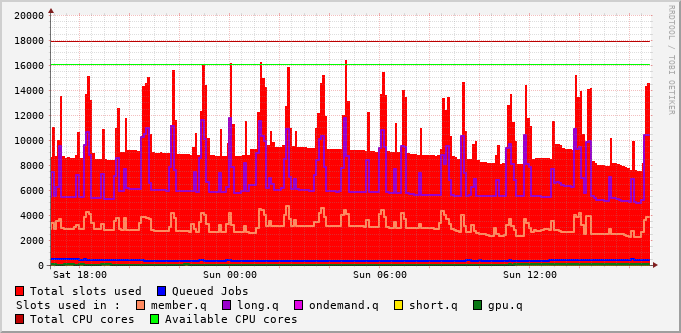 20000
18000
16000
14000
12000
10000
8000
6000
4000
2000
0
Sat 18:00 Sun 00:00 Sun 06:00 Sun 12:00
RRDTOOL / TOBI OETIKER
Total slots used Queued Jobs
Slots used in : member.q long.q ondemand.q short.q gpu.q
Total CPU cores Available CPU cores